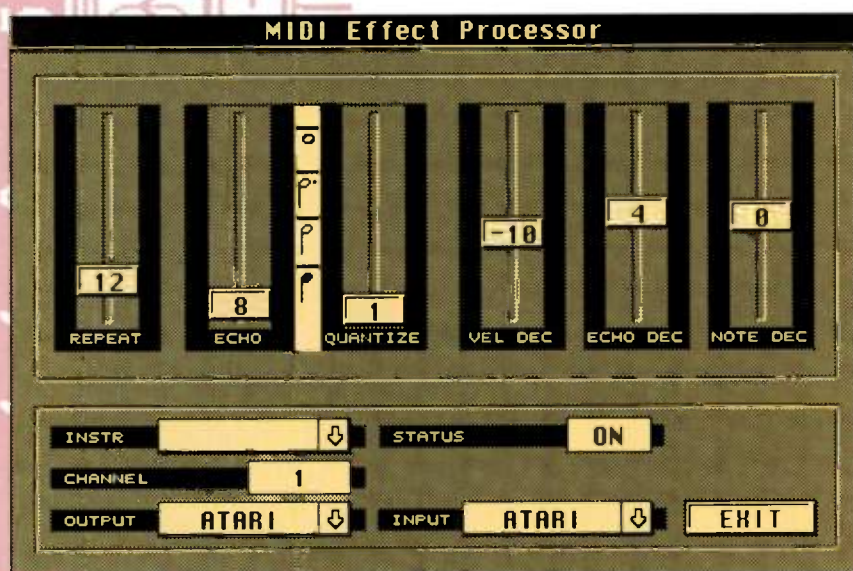 MIDI Effect Processor
12 8 1 -10 4 0
REPEAT ECHO QUANTIZE VEL DEC ECHO DEC NOTE DEC
INSTR STATUS ON
CHANNEL 1
OUTPUT ATARI INPUT ATARI EXIT